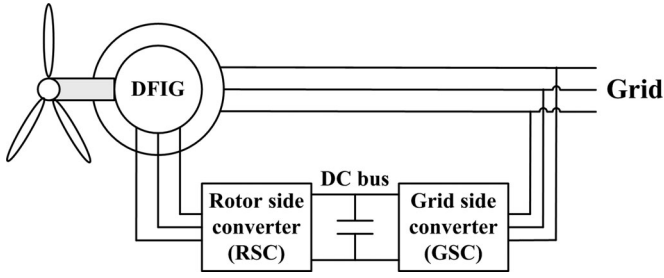 DFIG
Grid
DC bus
Rotor side
converter
(RSC)
Grid side
converter
(GSC)